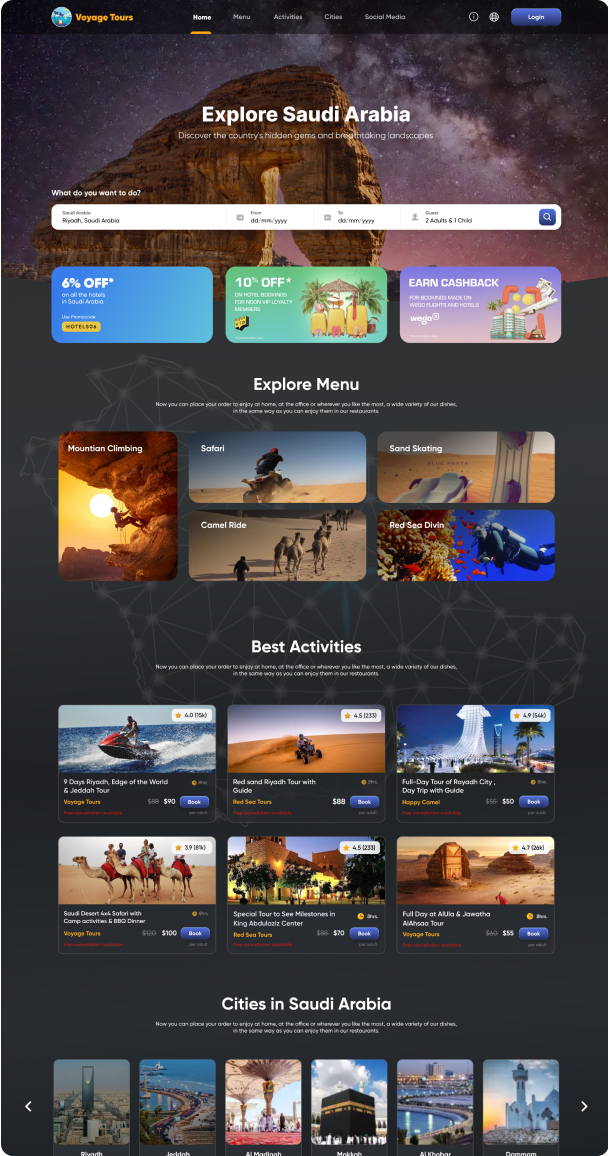 Voyage Tours
Home
Menu
Activities
Cities
Social Media
Login
Explore Saudi Arabia
Discover the country's hidden gems and breathtaking landscapes
What do you want to do?
Saudi Arabia
Riyadh, Saudi Arabia
From
dd/mm/yyyy
To
dd/mm/yyyy
Guest
2 Adults & 1 Child
6% OFF*
on all the hotels
in Saudi Arabia
Use Promocode
HOTELS06
10% OFF*
ON HOTEL BOOKINGS
FOR NOON VIP LOYALTY
MEMBERS
EARN CASHBACK
FOR BOOKINGS MADE ON
WEGO FLIGHTS AND HOTELS
wego
Explore Menu
Now you can place your order to enjoy at home, at the office or wherever you like the most, a wide variety of our dishes,
in the same way as you can enjoy them in our restaurants.
Mountian Climbing
Safari
Sand Skating
Camel Ride
Red Sea Divin
Best Activities
Now you can place your order to enjoy at home, at the office or wherever you like the most, a wide variety of our dishes,
in the same way as you can enjoy them in our restaurants.
4.0 (15k)
9 Days Riyadh, Edge of the World
& Jeddah Tour
8hrs.
Voyage Tours
$88 $90
Book
Free cancellation available
per adult
4.5 (233)
Red sand Riyadh Tour with
Guide
8hrs.
Red Sea Tours
$88
Book
Free cancellation available
per adult
4.9 (54k)
Full-Day Tour of Rayadh City ,
Day Trip with Guide
8hrs.
Happy Camel
$55 $50
Book
Free cancellation available
per adult
3.9 (81k)
Saudi Desert 4x4 Safari with
Camp activities & BBQ Dinner
8hrs.
Voyage Tours
$120 $100
Book
Free cancellation available
per adult
4.5 (233)
Special Tour to See Milestones in
King Abdulaziz Center
8hrs.
Red Sea Tours
$88 $70
Book
Free cancellation available
per adult
4.7 (26k)
Full Day at AlUla & Jawatha
AlAhsaa Tour
8hrs.
Voyage Tours
$60 $55
Book
Free cancellation available
per adult
Cities in Saudi Arabia
Now you can place your order to enjoy at home, at the office or wherever you like the most, a wide variety of our dishes,
in the same way as you can enjoy them in our restaurants.
Riyadh
Jeddah
Al Madinah
Makkah
Al Khobar
Dammam